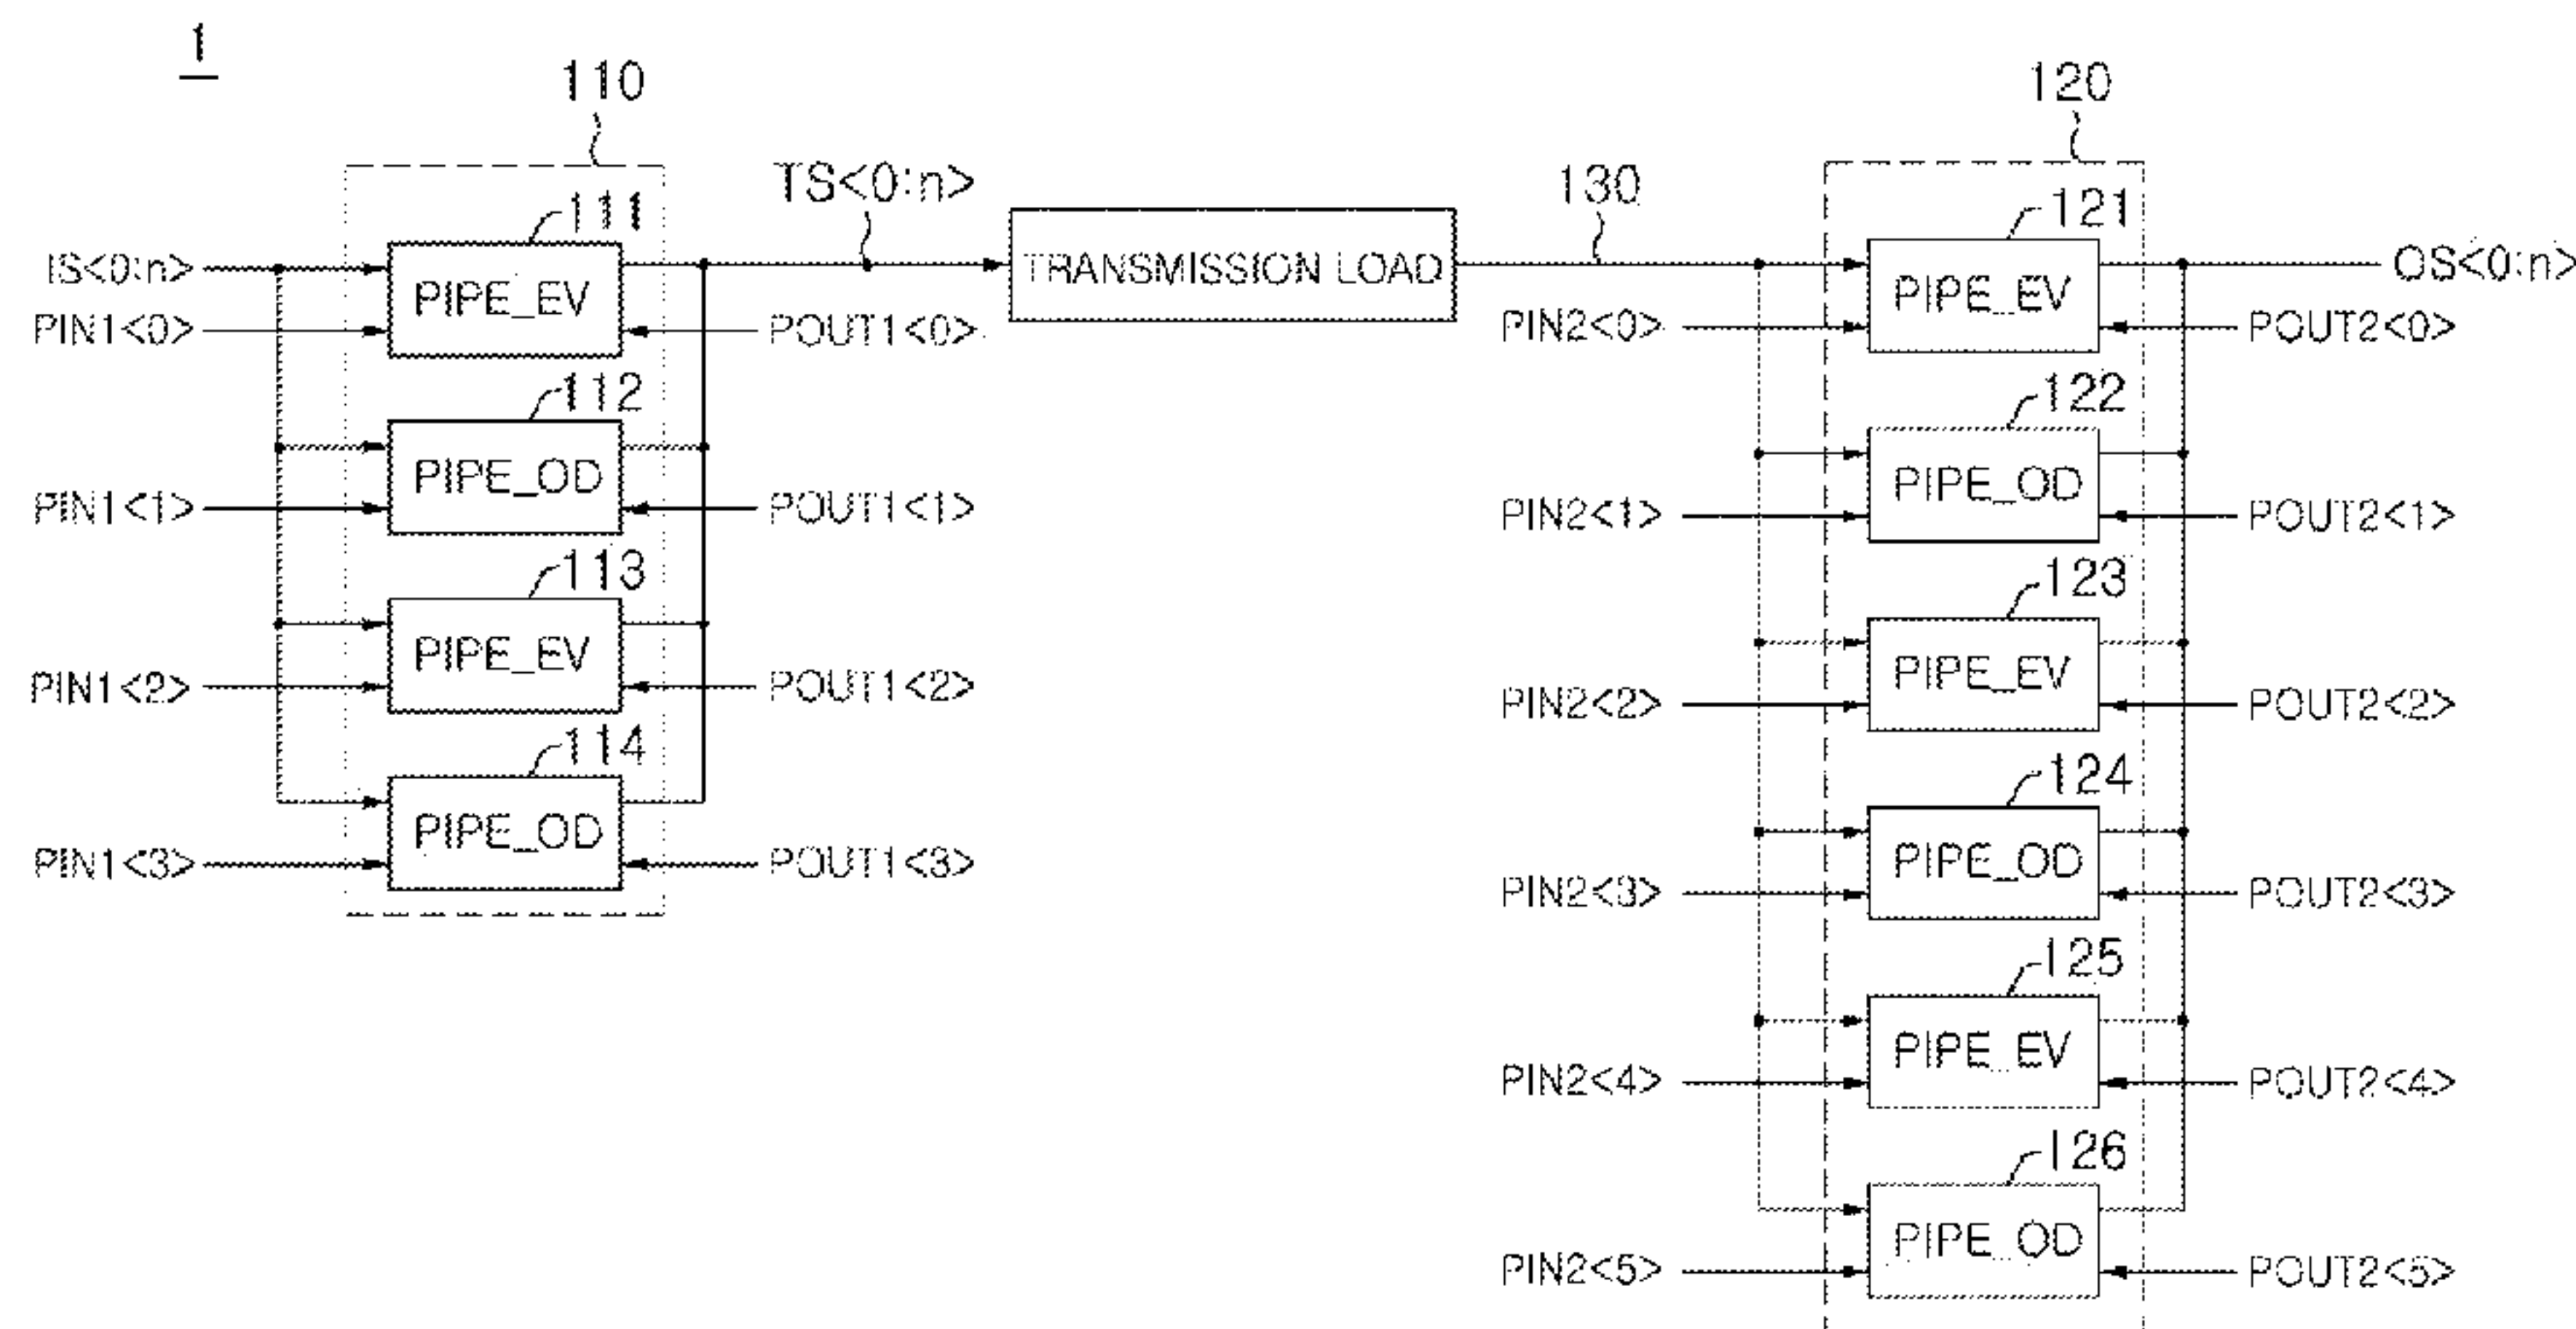 1
110
120
TS<0:n>
130
111
121
IS<0:n>
PIPE_EV
TRANSMISSION LOAD
PIPE_EV
OS<0:n>
PIN1<0>
POUT1<0>
PIN2<0>
POUT2<0>
112
122
PIPE_OD
PIPE_OD
PIN1<1>
POUT1<1>
PIN2<1>
POUT2<1>
113
123
PIPE_EV
PIPE_EV
PIN1<2>
POUT1<2>
PIN2<2>
POUT2<2>
114
124
PIPE_OD
PIPE_OD
PIN1<3>
POUT1<3>
PIN2<3>
POUT2<3>
125
PIPE_EV
PIN2<4>
POUT2<4>
126
PIPE_OD
PIN2<5>
POUT2<5>